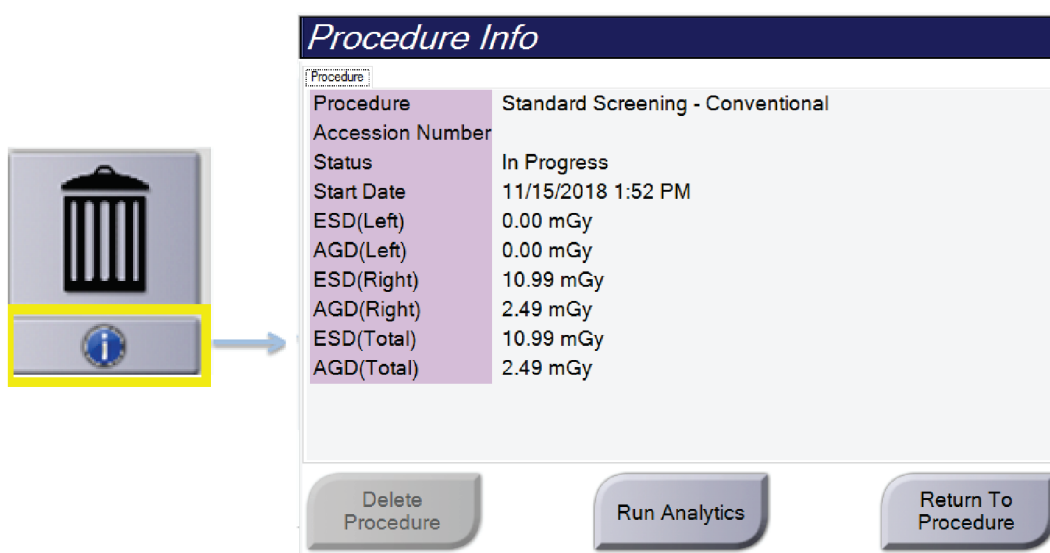 Procedure Info
Procedure
Procedure Standard Screening - Conventional
Accession Number
Status In Progress
Start Date 11/15/2018 1:52 PM
ESD(Left) 0.00 mGy
AGD(Left) 0.00 mGy
ESD(Right) 10.99 mGy
AGD(Right) 2.49 mGy
ESD(Total) 10.99 mGy
AGD(Total) 2.49 mGy
Delete
Procedure
Run Analytics
Return To
Procedure